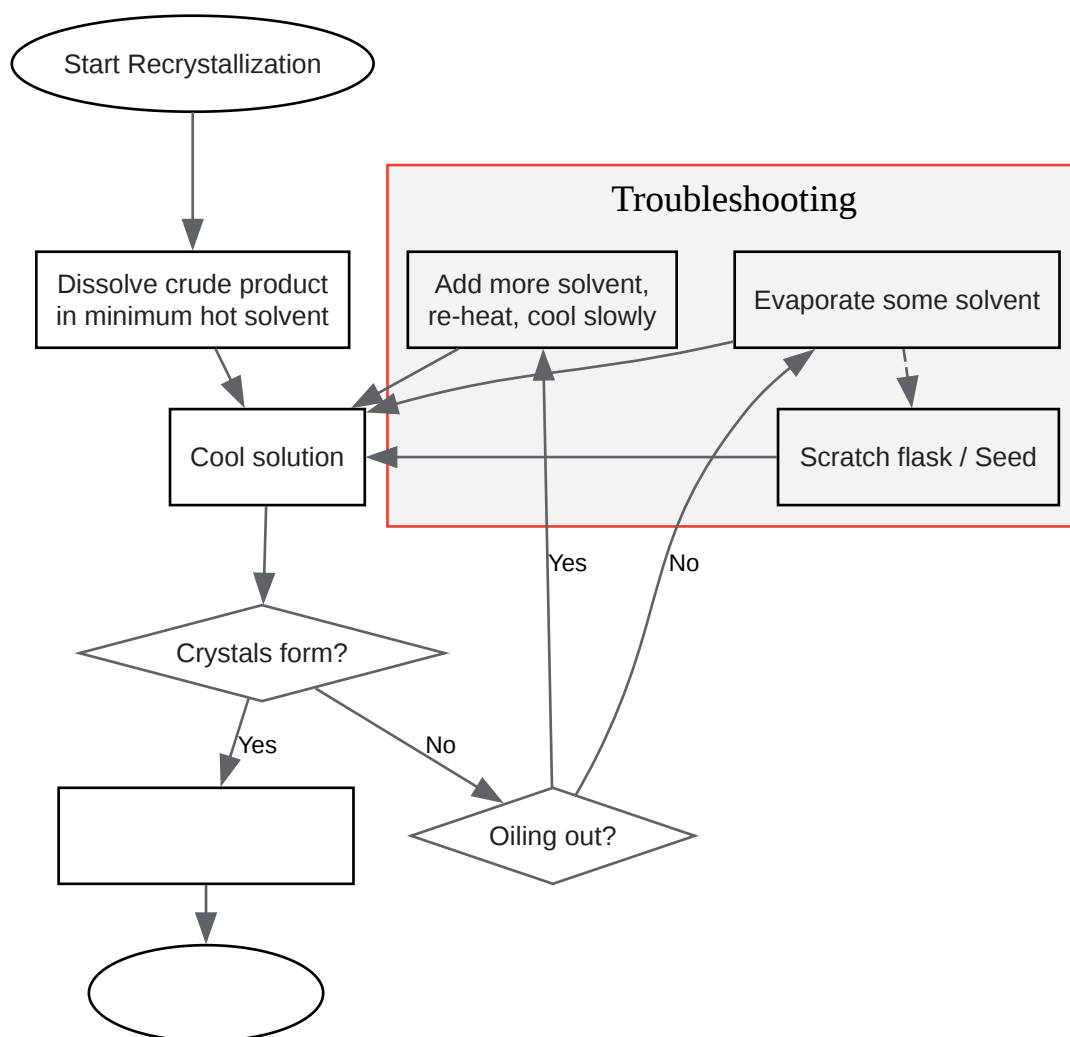 Start Recrystallization
Troubleshooting
Dissolve crude product
in minimum hot solvent
Add more solvent,
re-heat, cool slowly
Evaporate some solvent
Cool solution
Scratch flask / Seed
Yes
No
Crystals form?
Yes
No
Oiling out?